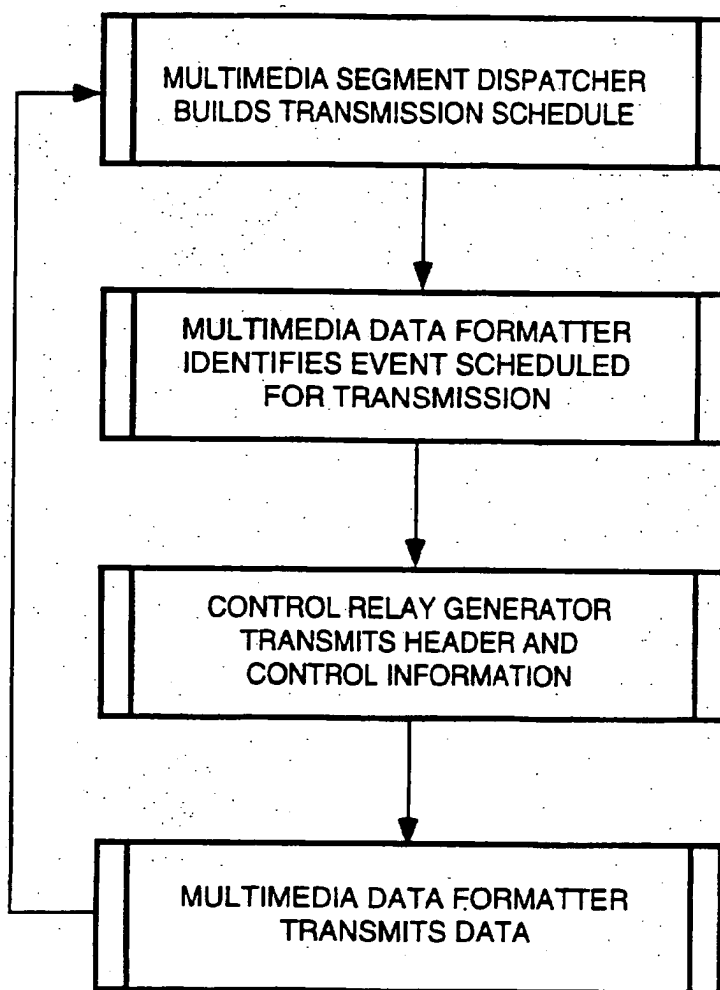 MULTIMEDIA SEGMENT DISPATCHER
BUILDS TRANSMISSION SCHEDULE
MULTIMEDIA DATA FORMATTER
IDENTIFIES EVENT SCHEDULED
FOR TRANSMISSION
CONTROL RELAY GENERATOR
TRANSMITS HEADER AND
CONTROL INFORMATION
MULTIMEDIA DATA FORMATTER
TRANSMITS DATA